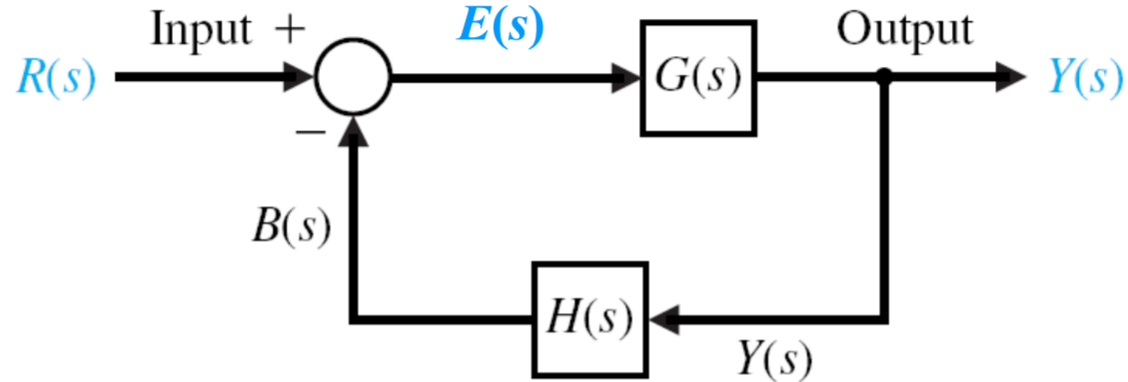 Input + E(s) Output
R(s) G(s) Y(s)
−
B(s)
H(s)
Y(s)